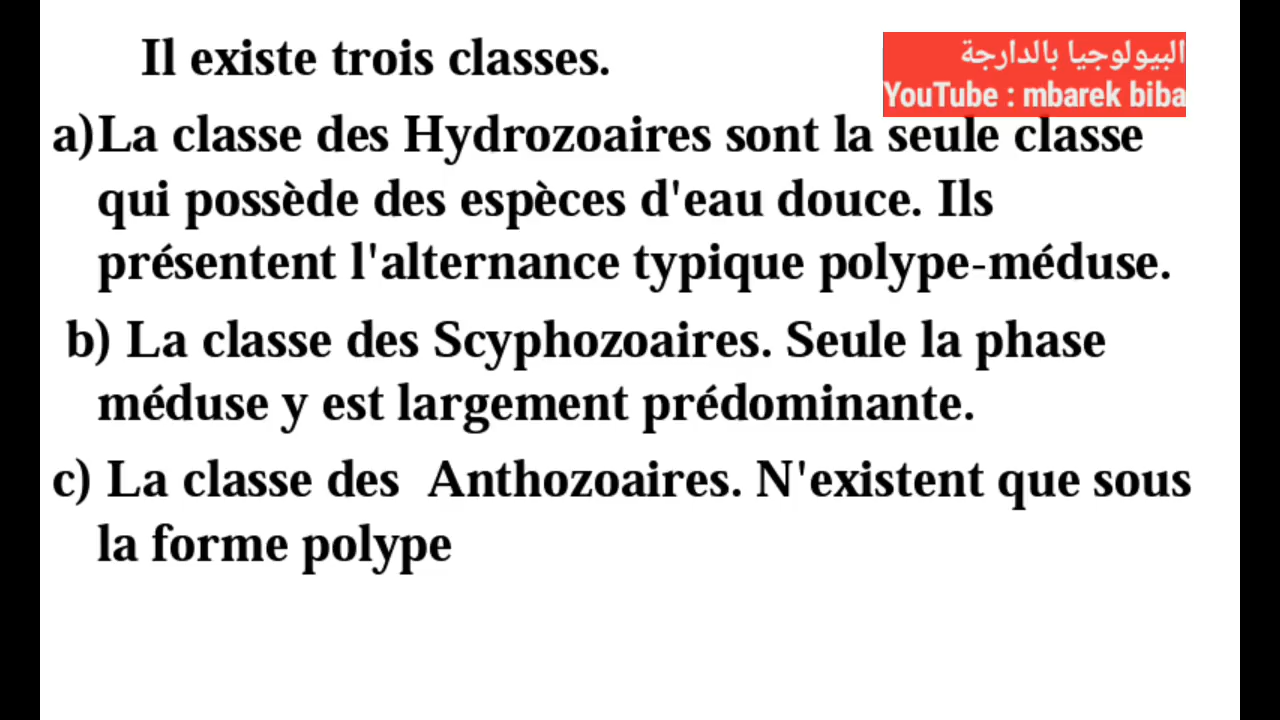 Il existe trois classes.
البيولوجيا بالدارجة
YouTube : mbarek biba
a)La classe des Hydrozoaires sont la seule classe
qui possède des espèces d'eau douce. Ils
présentent l'alternance typique polype-méduse.
b) La classe des Scyphozoaires. Seule la phase
méduse y est largement prédominante.
c) La classe des Anthozoaires. N'existent que sous
la forme polype